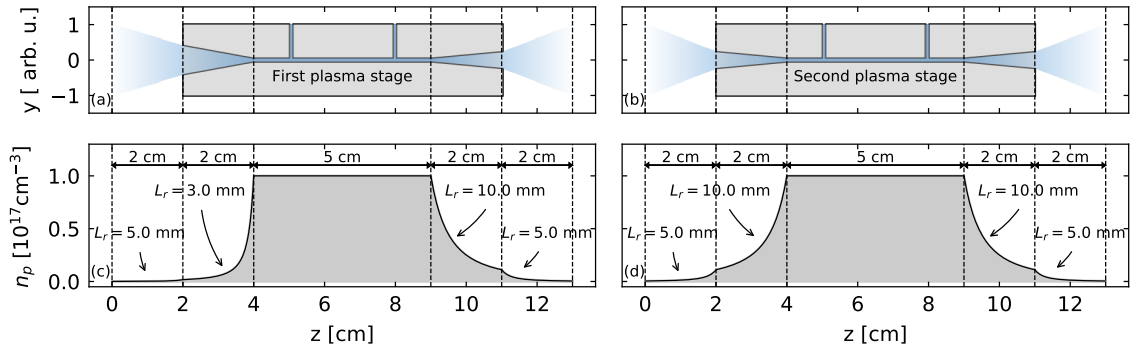 y [ arb. u.]
1
0
−1
(a)
First plasma stage
(b)
Second plasma stage
n_p [10^17 cm^−3]
1.0
0.5
0.0
2 cm 2 cm 5 cm 2 cm 2 cm
L_r = 3.0 mm
L_r = 10.0 mm
L_r = 5.0 mm
L_r = 5.0 mm
(c)
0 2 4 6 8 10 12
z [cm]
2 cm 2 cm 5 cm 2 cm 2 cm
L_r = 10.0 mm
L_r = 10.0 mm
L_r = 5.0 mm
L_r = 5.0 mm
(d)
0 2 4 6 8 10 12
z [cm]